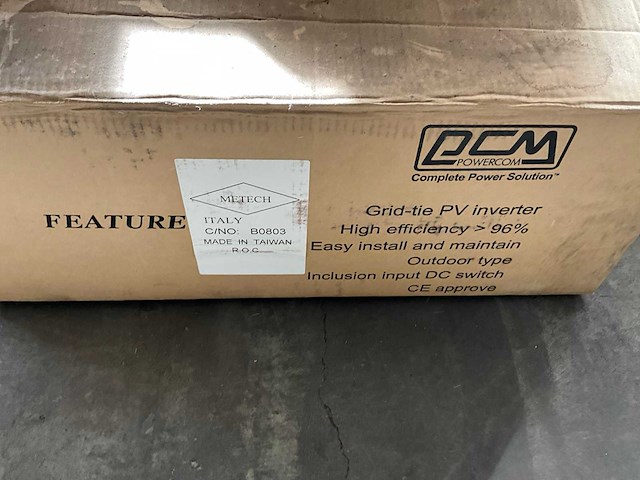 PCM
POWERCOM
Complete Power Solution™
METECH
ITALY
C/NO: B0803
MADE IN TAIWAN
R.O.C
FEATURE
Grid-tie PV inverter
High efficiency > 96%
Easy install and maintain
Outdoor type
Inclusion input DC switch
CE approve